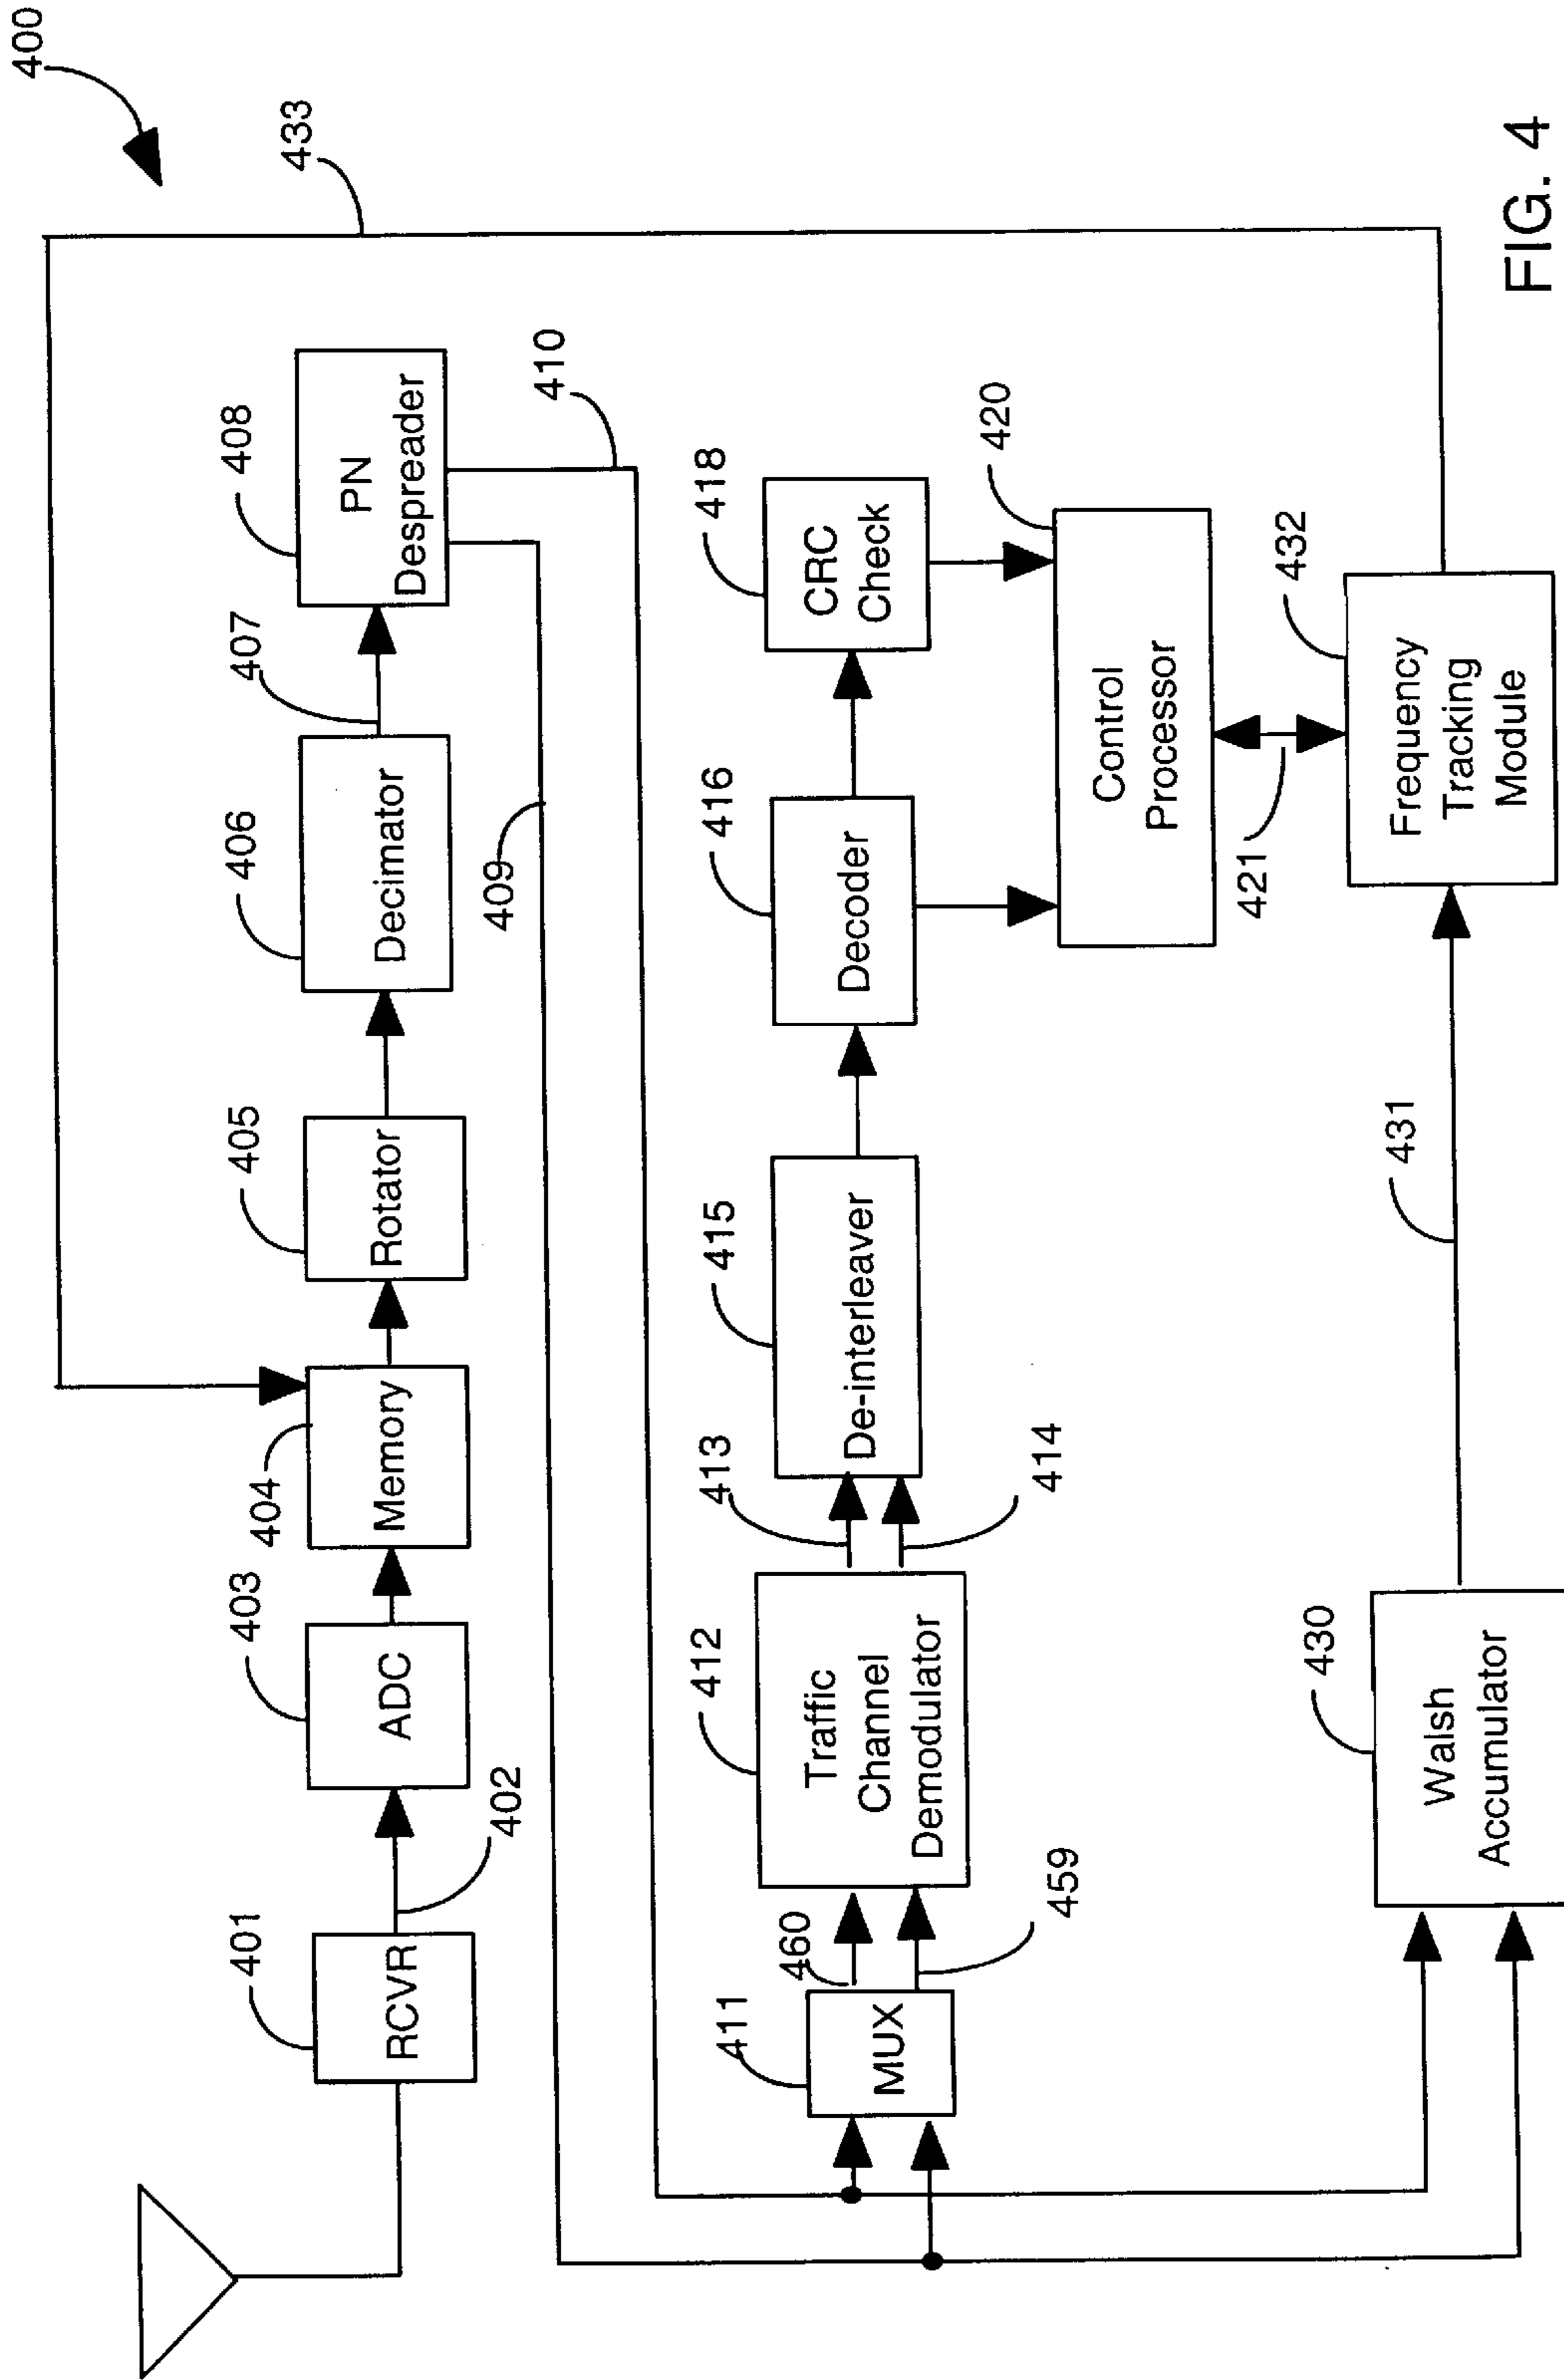 400
433
401
RCVR
402
403
ADC
404
Memory
405
Rotator
406
Decimator
407
408
PN
Despreader
409
410
411
MUX
460
459
412
Traffic
Channel
Demodulator
413
414
415
De-interleaver
416
Decoder
418
CRC
Check
420
Control
Processor
421
430
Walsh
Accumulator
431
432
Frequency
Tracking
Module
FIG. 4